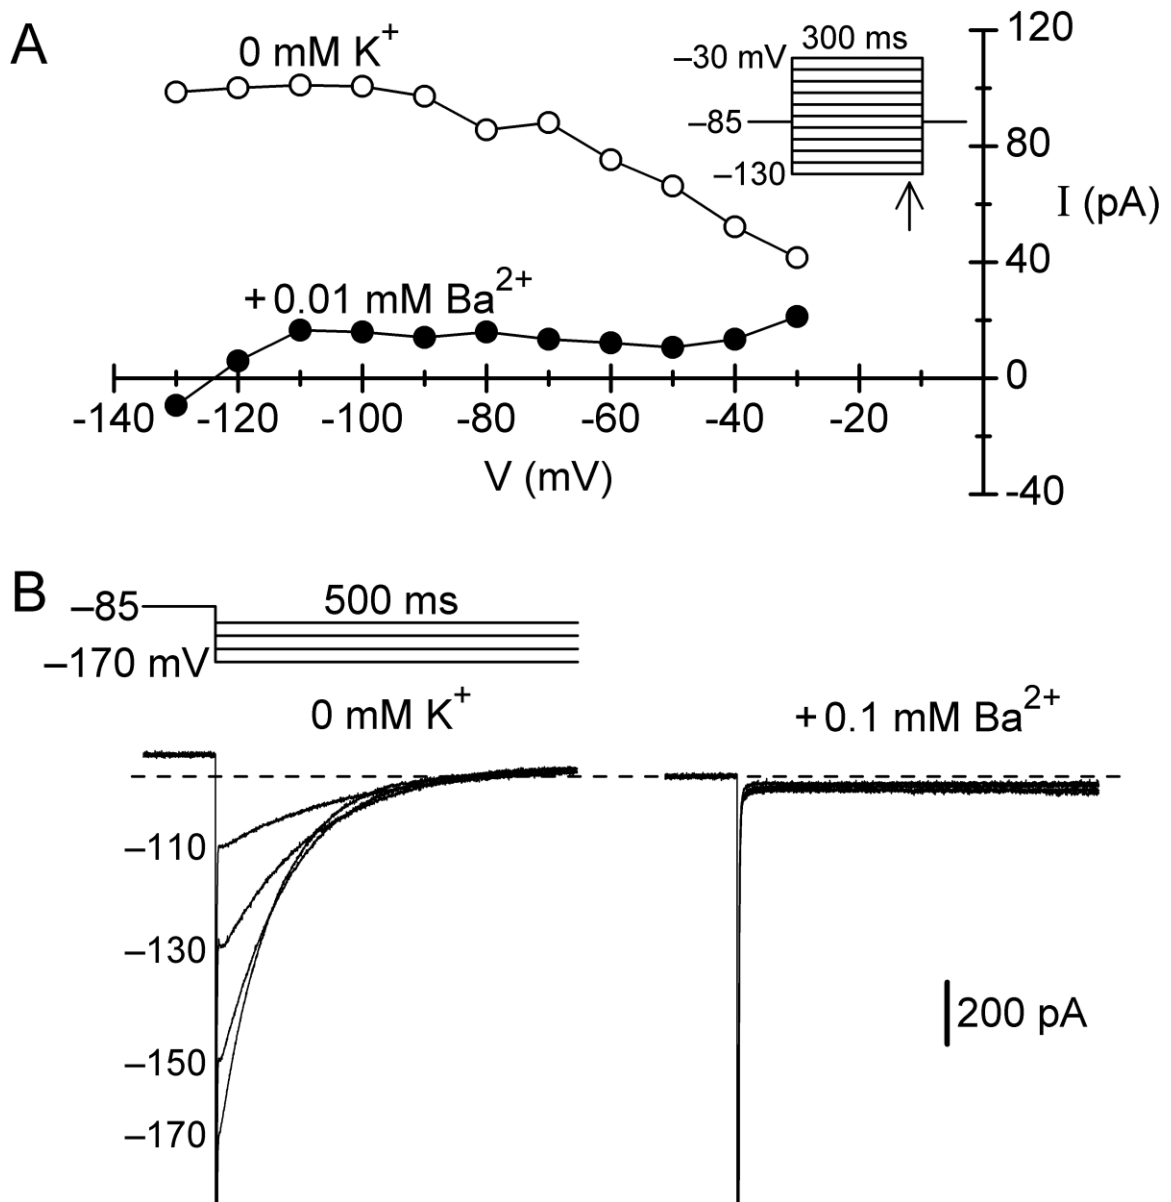 A
0 mM K⁺
300 ms
–30 mV
–85
–130
120
80
I (pA)
40
+ 0.01 mM Ba²⁺
0
-140 -120 -100 -80 -60 -40 -20
V (mV)
-40
B
–85
500 ms
–170 mV
0 mM K⁺
+ 0.1 mM Ba²⁺
–110
–130
–150
–170
200 pA